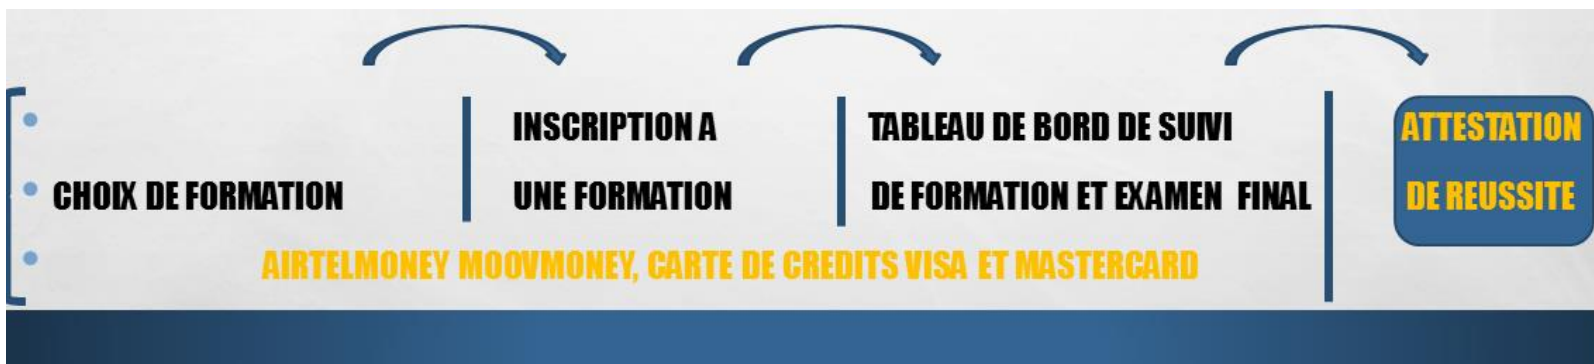 INSCRIPTION A
TABLEAU DE BORD DE SUIVI
ATTESTATION
CHOIX DE FORMATION
UNE FORMATION
DE FORMATION ET EXAMEN FINAL
DE REUSSITE
AIRTELMONEY MOOVMONEY, CARTE DE CREDITS VISA ET MASTERCARD